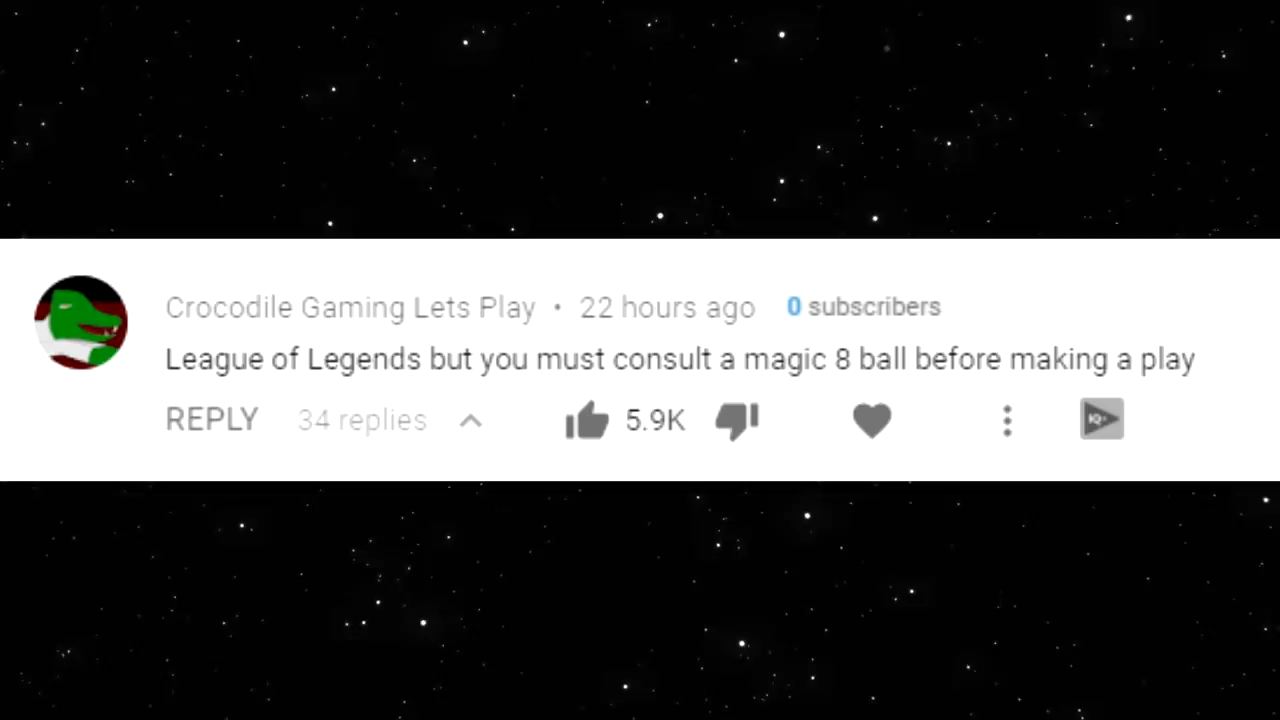 Crocodile Gaming Lets Play • 22 hours ago 0 subscribers
League of Legends but you must consult a magic 8 ball before making a play
REPLY 34 replies 5.9K